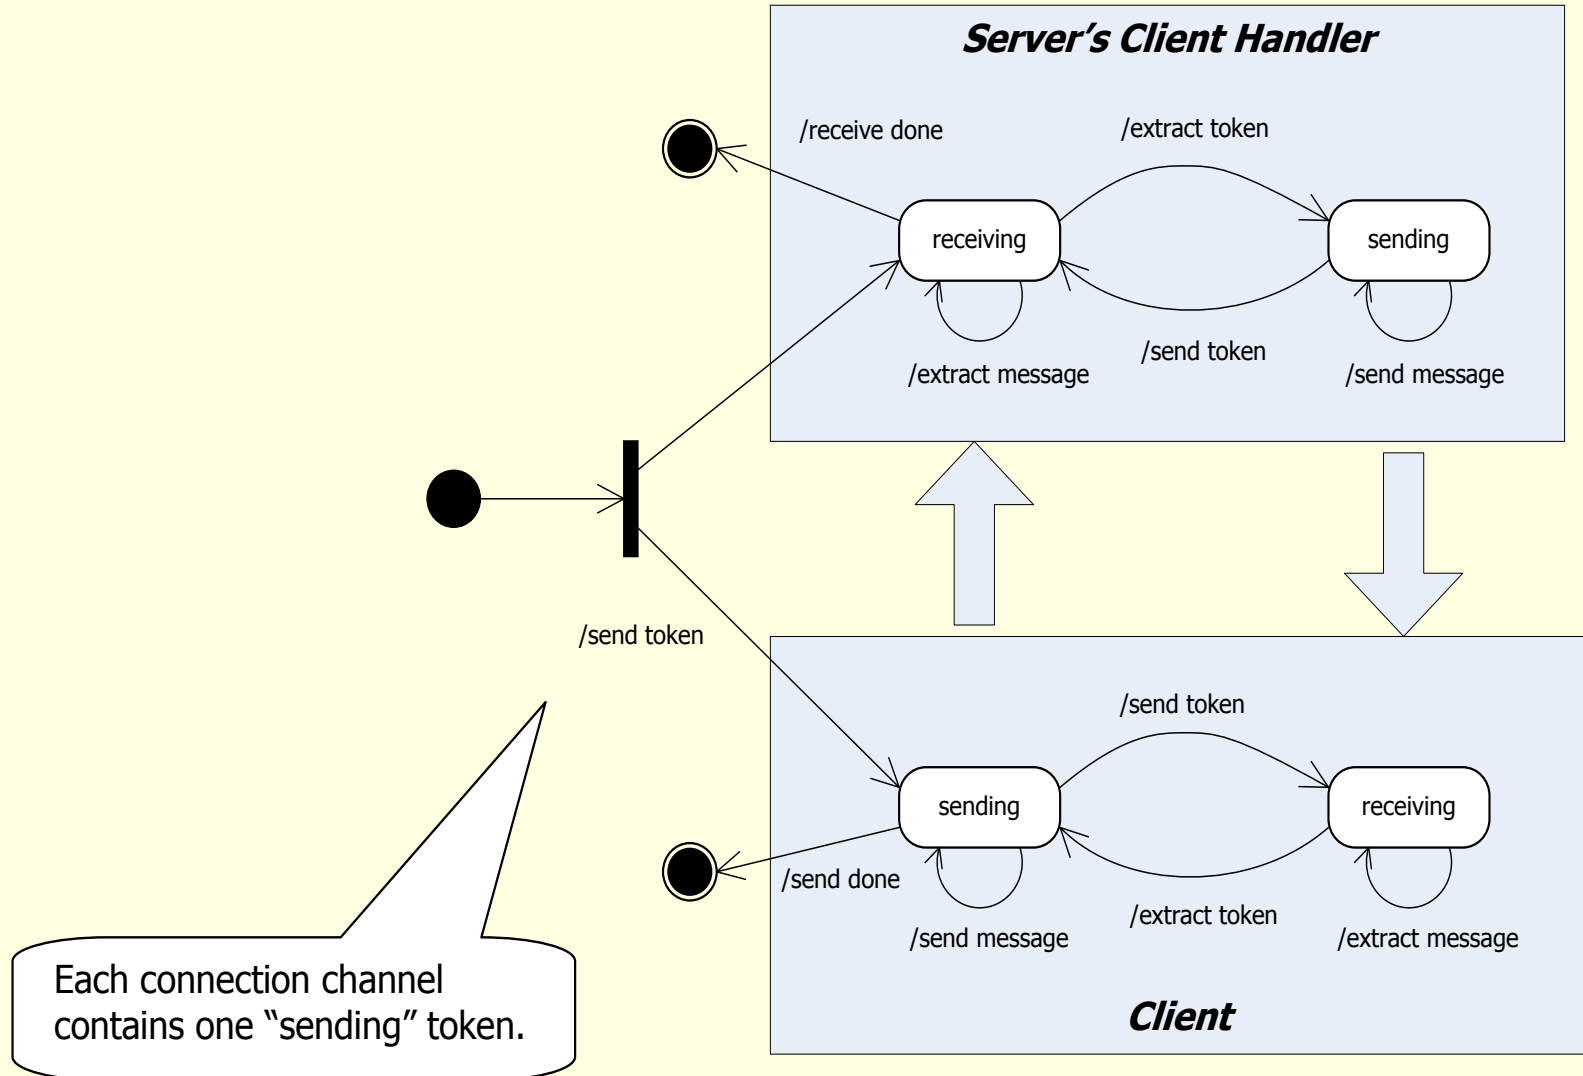 Server’s Client Handler
/receive done
/extract token
receiving
sending
/send token
/extract message
/send message
/send token
/send token
sending
receiving
/send done
/extract token
/send message
/extract message
Each connection channel
contains one “sending” token.
Client